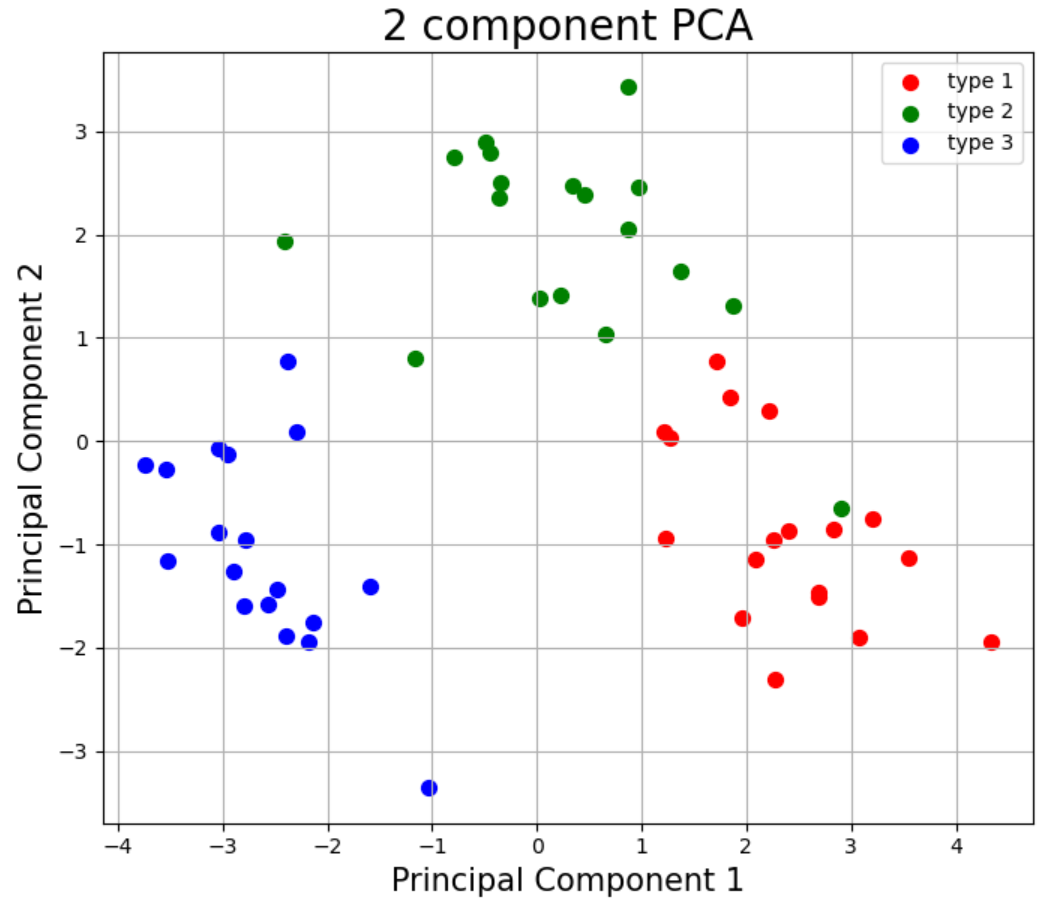 2 component PCA
type 1
type 2
type 3
3
2
1
0
−1
−2
−3
Principal Component 2
−4 −3 −2 −1 0 1 2 3 4
Principal Component 1